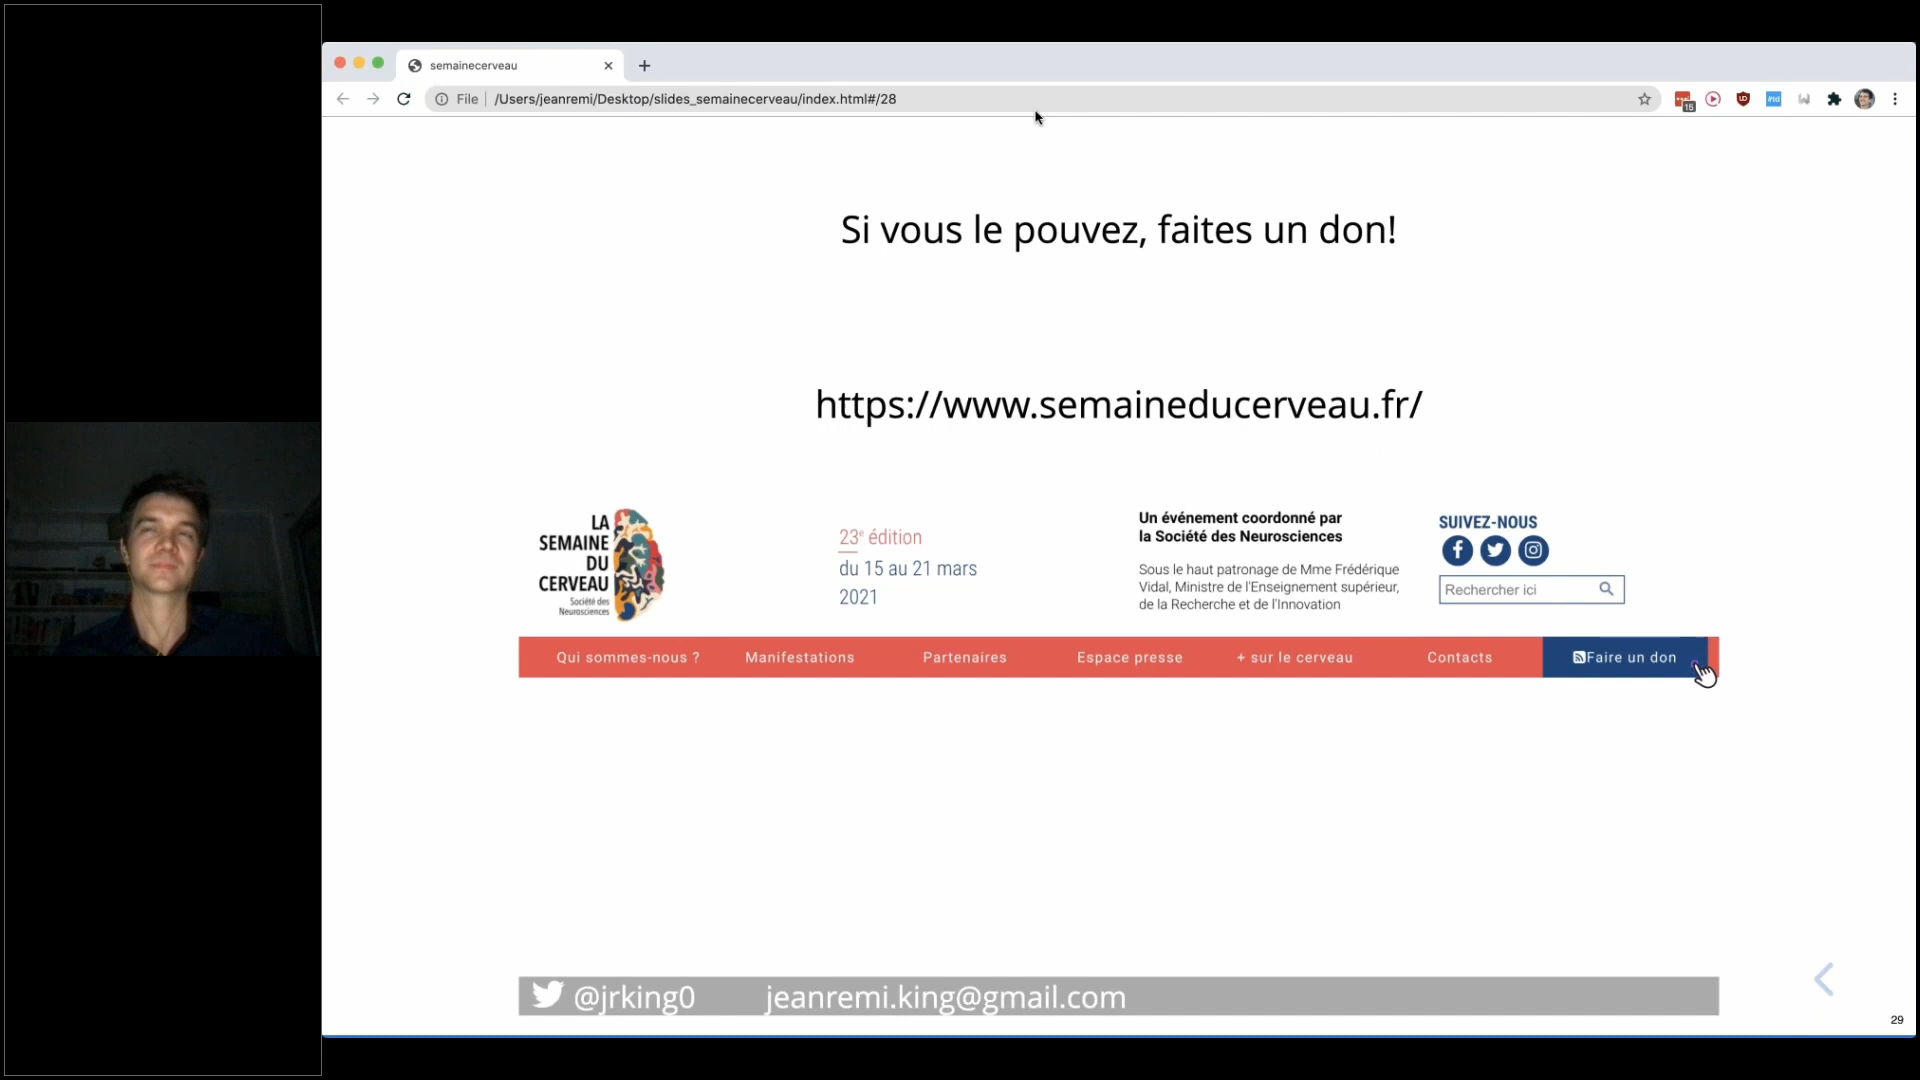 semainecerveau
File
/Users/jeanremi/Desktop/slides_semainecerveau/index.html#/28
15
Si vous le pouvez, faites un don!
https://www.semaineducerveau.fr/
LA
SEMAINE
DU
CERVEAU
Société des
Neurosciences
23e édition
du 15 au 21 mars
2021
Un événement coordonné par
la Société des Neurosciences
Sous le haut patronage de Mme Frédérique
Vidal, Ministre de l'Enseignement supérieur,
de la Recherche et de l'Innovation
SUIVEZ-NOUS
Rechercher ici
Qui sommes-nous ? Manifestations Partenaires Espace presse + sur le cerveau Contacts Faire un don
@jrking0 jeanremi.king@gmail.com
29